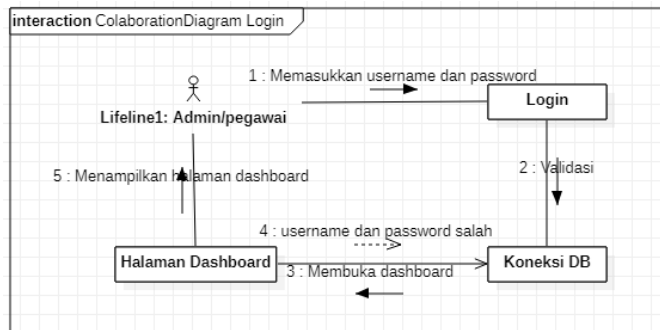 interaction ColaborationDiagram Login
1 : Memasukkan username dan password
Login
Lifeline1: Admin/pegawai
2 : Validasi
5 : Menampilkan halaman dashboard
4 : username dan password salah
Halaman Dashboard
Koneksi DB
3 : Membuka dashboard